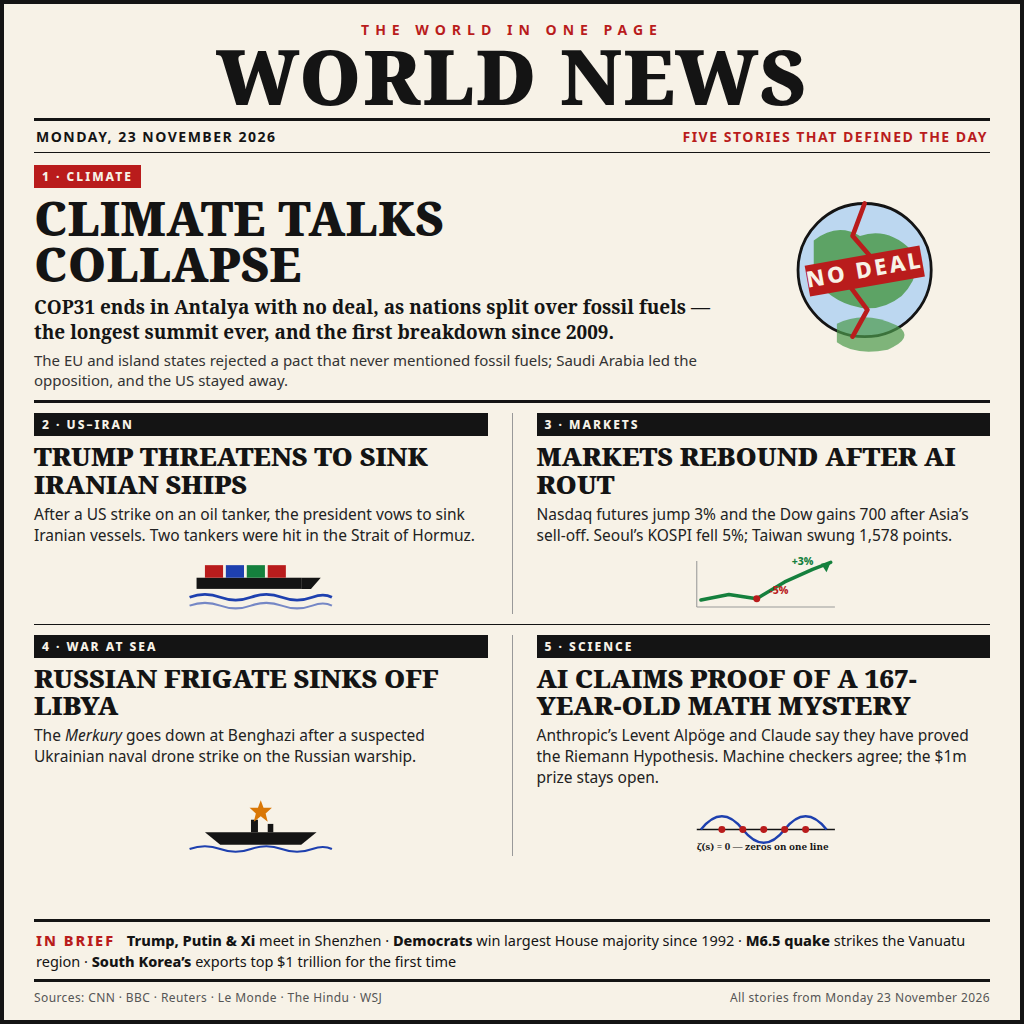 THE WORLD IN ONE PAGE
WORLD NEWS
MONDAY, 23 NOVEMBER 2026
FIVE STORIES THAT DEFINED THE DAY
1 · CLIMATE
CLIMATE TALKS
COLLAPSE
COP31 ends in Antalya with no deal, as nations split over fossil fuels —
the longest summit ever, and the first breakdown since 2009.
The EU and island states rejected a pact that never mentioned fossil fuels; Saudi Arabia led the
opposition, and the US stayed away.
NO DEAL
2 · US–IRAN
TRUMP THREATENS TO SINK
IRANIAN SHIPS
After a US strike on an oil tanker, the president vows to sink
Iranian vessels. Two tankers were hit in the Strait of Hormuz.
3 · MARKETS
MARKETS REBOUND AFTER AI
ROUT
Nasdaq futures jump 3% and the Dow gains 700 after Asia’s
sell-off. Seoul’s KOSPI fell 5%; Taiwan swung 1,578 points.
+3%
-5%
4 · WAR AT SEA
RUSSIAN FRIGATE SINKS OFF
LIBYA
The Merkury goes down at Benghazi after a suspected
Ukrainian naval drone strike on the Russian warship.
5 · SCIENCE
AI CLAIMS PROOF OF A 167-
YEAR-OLD MATH MYSTERY
Anthropic’s Levent Alpöge and Claude say they have proved
the Riemann Hypothesis. Machine checkers agree; the $1m
prize stays open.
ζ(s) = 0 — zeros on one line
IN BRIEF Trump, Putin & Xi meet in Shenzhen · Democrats win largest House majority since 1992 · M6.5 quake strikes the Vanuatu
region · South Korea’s exports top $1 trillion for the first time
Sources: CNN · BBC · Reuters · Le Monde · The Hindu · WSJ
All stories from Monday 23 November 2026